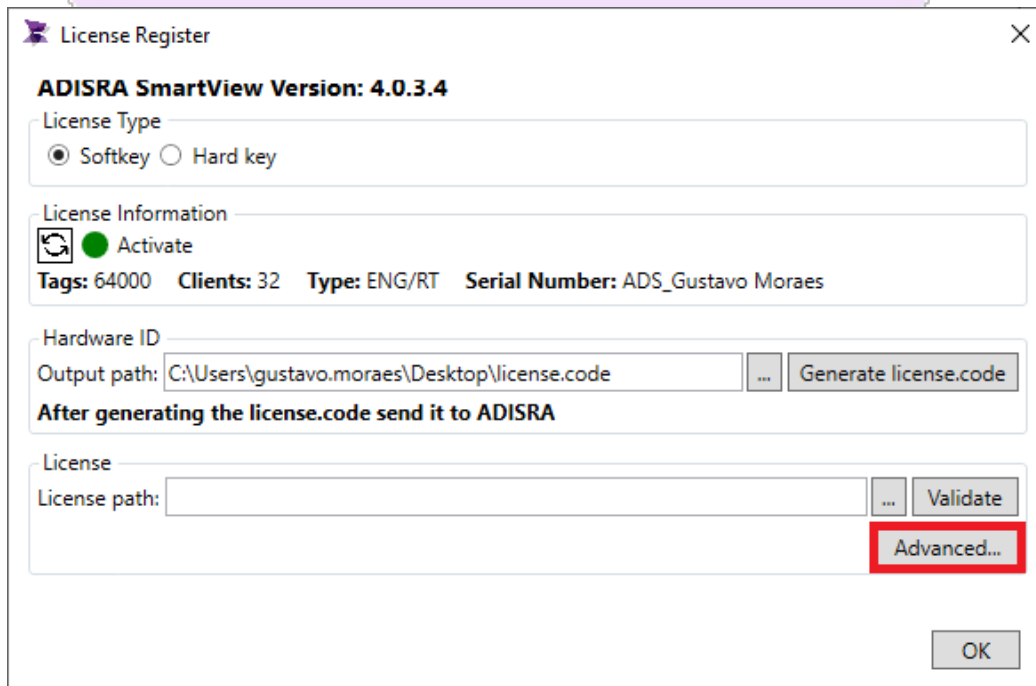 License Register
ADISRA SmartView Version: 4.0.3.4
License Type
Softkey Hard key
License Information
Activate
Tags: 64000 Clients: 32 Type: ENG/RT Serial Number: ADS_Gustavo Moraes
Hardware ID
Output path: C:\Users\gustavo.moraes\Desktop\license.code ... Generate license.code
After generating the license.code send it to ADISRA
License
License path: ... Validate
Advanced...
OK